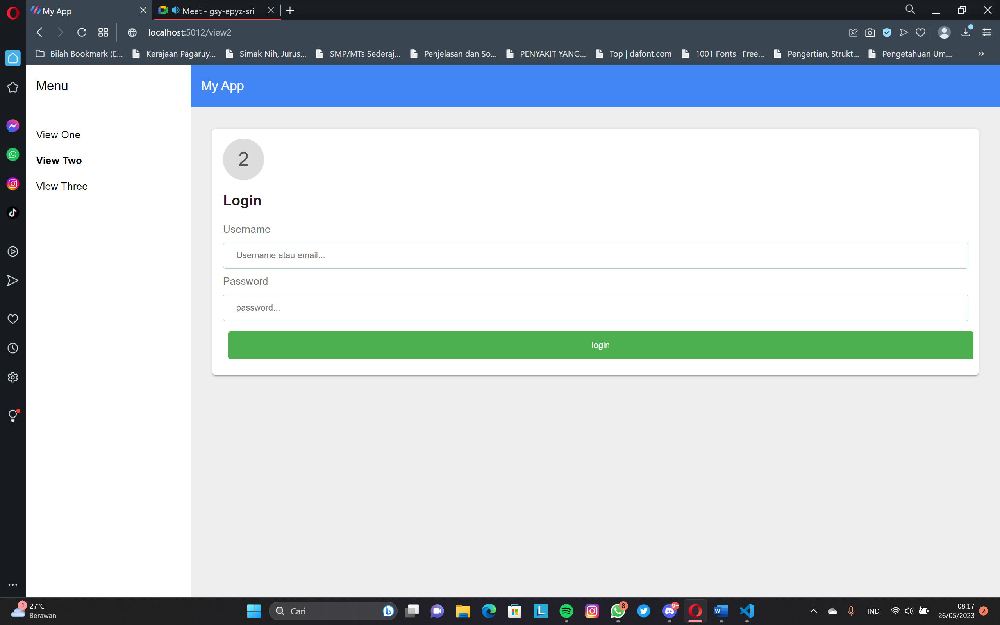 My App
Meet - gsy-epyz-sri
localhost:5012/view2
Bilah Bookmark (E...
Kerajaan Pagaruy...
Simak Nih, Jurus...
SMP/MTs Sederaj...
Penjelasan dan So...
PENYAKIT YANG...
Top | dafont.com
1001 Fonts · Free...
Pengertian, Strukt...
Pengetahuan Um...
Menu
My App
View One
View Two
View Three
2
Login
Username
Username atau email...
Password
password...
login
1
27°C
Berawan
Cari
8
9+
IND
08.17
26/05/2023
2